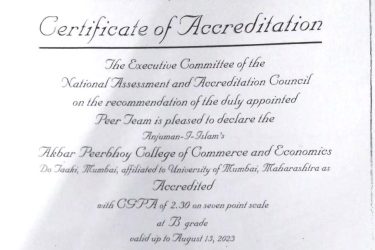 Certificate of Accreditation
The Executive Committee of the
National Assessment and Accreditation Council
on the recommendation of the duly appointed
Peer Team is pleased to declare the
Anjuman-I-Islam's
Akbar Peerbhoy College of Commerce and Economics
Do Taaki, Mumbai, affiliated to University of Mumbai, Maharashtra as
Accredited
with CGPA of 2.30 on seven point scale
at B grade
valid up to August 13, 2023